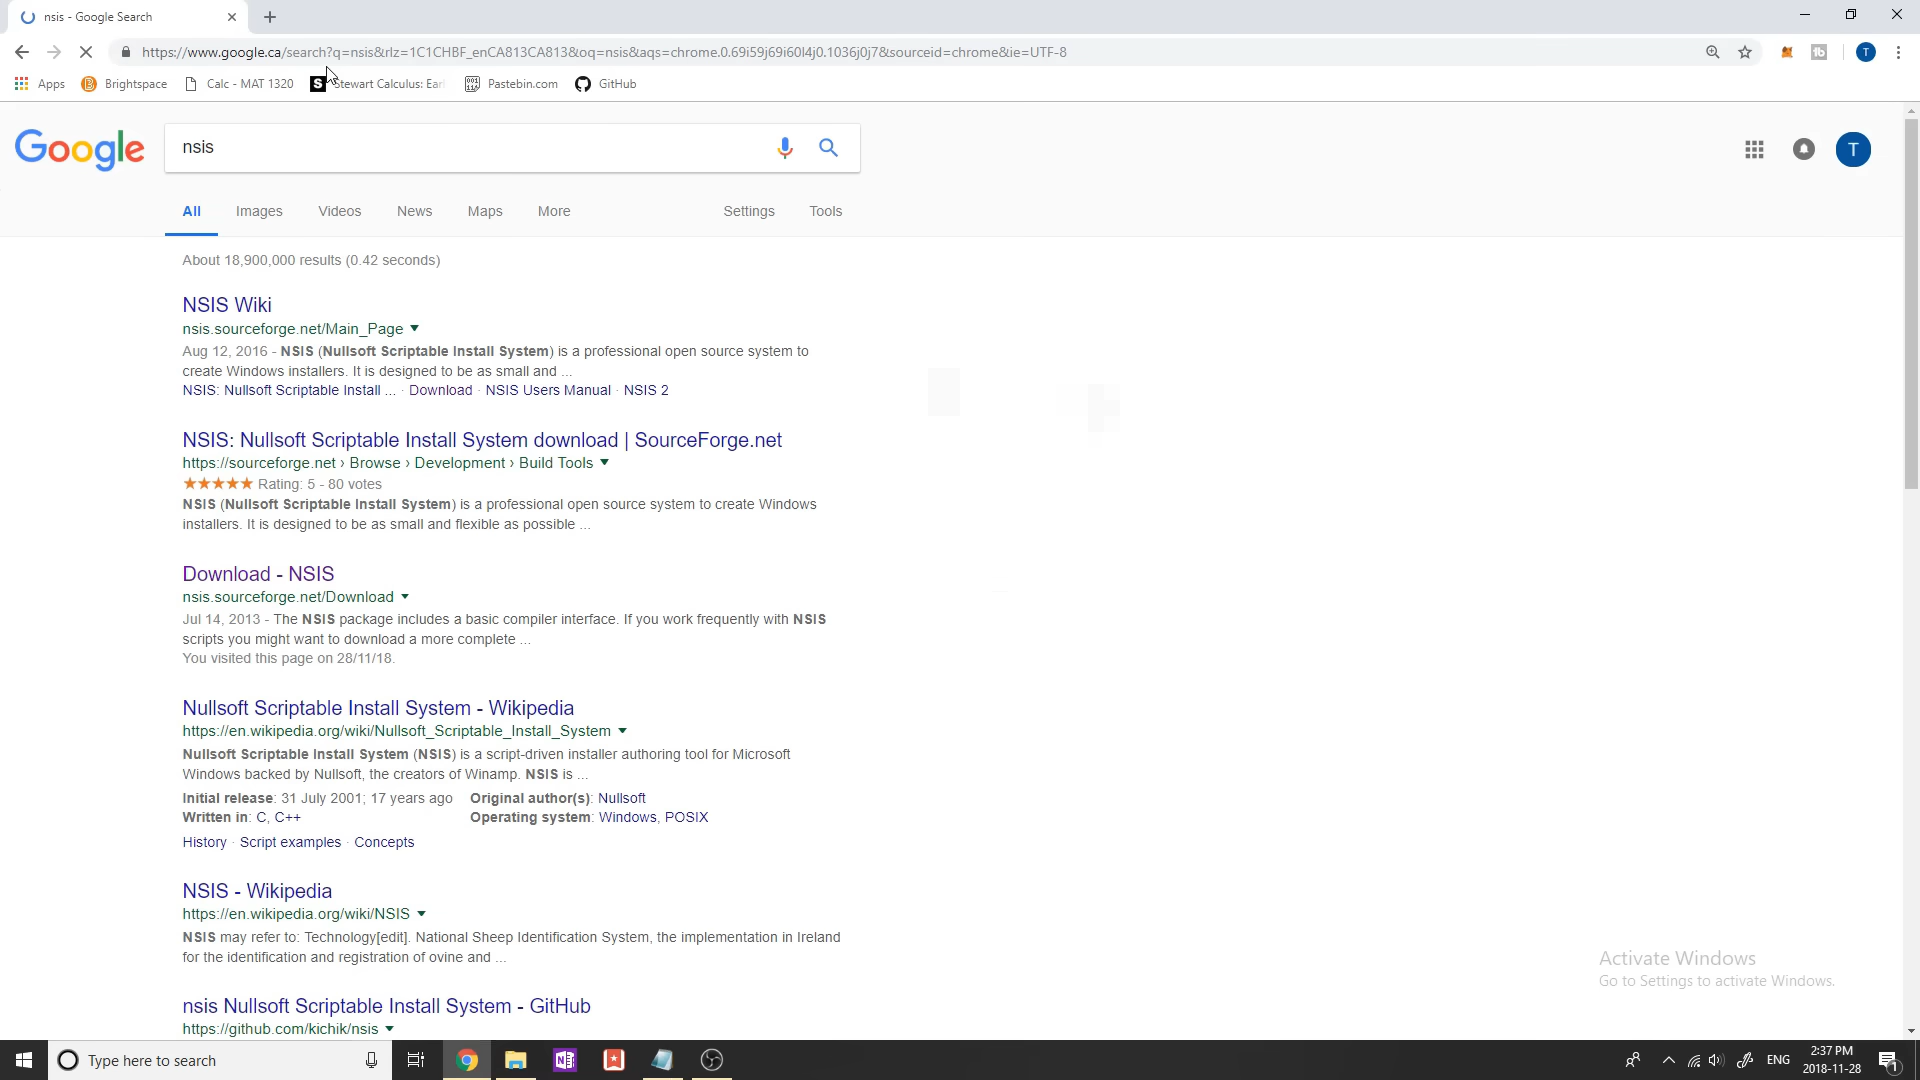 nsis - Google Search
https://www.google.ca/search?q=nsis&rlz=1C1CHBF_enCA813CA813&oq=nsis&aqs=chrome.0.69i59j69i60l4j0.1036j0j7&sourceid=chrome&ie=UTF-8
T
Apps Brightspace Calc - MAT 1320 S Stewart Calculus: Earl Pastebin.com GitHub
Google nsis T
All Images Videos News Maps More Settings Tools
About 18,900,000 results (0.42 seconds)
NSIS Wiki
nsis.sourceforge.net/Main_Page
Aug 12, 2016 - NSIS (Nullsoft Scriptable Install System) is a professional open source system to
create Windows installers. It is designed to be as small and ...
NSIS: Nullsoft Scriptable Install ... · Download · NSIS Users Manual · NSIS 2
NSIS: Nullsoft Scriptable Install System download | SourceForge.net
https://sourceforge.net › Browse › Development › Build Tools
Rating: 5 - 80 votes
NSIS (Nullsoft Scriptable Install System) is a professional open source system to create Windows
installers. It is designed to be as small and flexible as possible ...
Download - NSIS
nsis.sourceforge.net/Download
Jul 14, 2013 - The NSIS package includes a basic compiler interface. If you work frequently with NSIS
scripts you might want to download a more complete ...
You visited this page on 28/11/18.
Nullsoft Scriptable Install System - Wikipedia
https://en.wikipedia.org/wiki/Nullsoft_Scriptable_Install_System
Nullsoft Scriptable Install System (NSIS) is a script-driven installer authoring tool for Microsoft
Windows backed by Nullsoft, the creators of Winamp. NSIS is ...
Initial release: 31 July 2001; 17 years ago Original author(s): Nullsoft
Written in: C, C++ Operating system: Windows, POSIX
History · Script examples · Concepts
NSIS - Wikipedia
https://en.wikipedia.org/wiki/NSIS
NSIS may refer to: Technology[edit]. National Sheep Identification System, the implementation in Ireland
for the identification and registration of ovine and ...
Activate Windows
Go to Settings to activate Windows.
nsis Nullsoft Scriptable Install System - GitHub
https://github.com/kichik/nsis
Type here to search
ENG
2:37 PM
2018-11-28
1